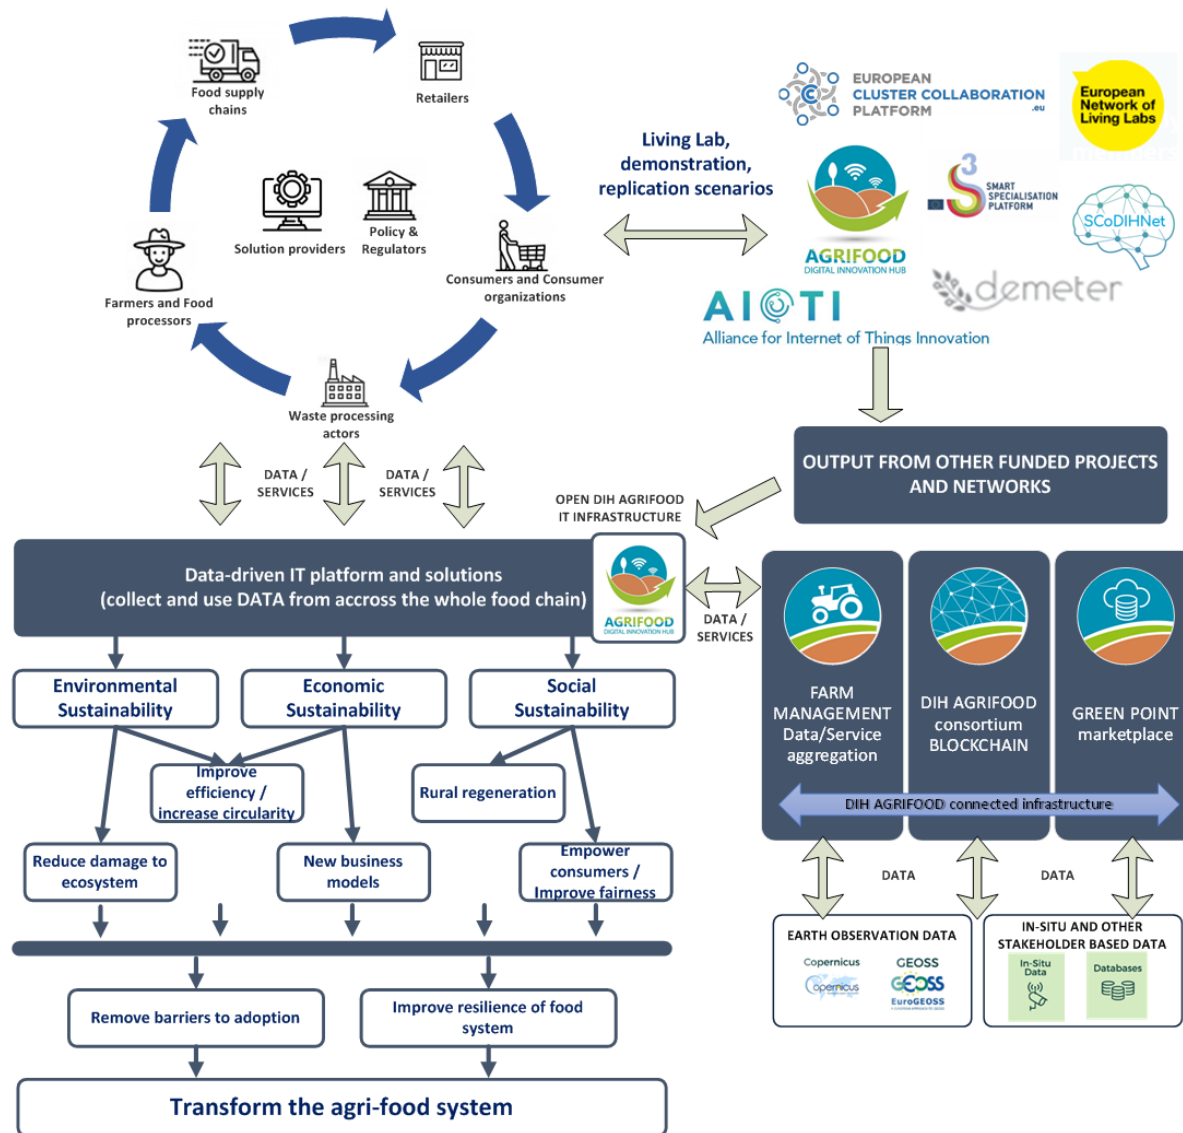 Food supply
chains
Retailers
Solution providers
Policy &
Regulators
Farmers and Food
processors
Consumers and Consumer
organizations
Waste processing
actors
Living Lab,
demonstration,
replication scenarios
EUROPEAN
CLUSTER COLLABORATION
PLATFORM
.eu
European
Network of
Living Labs
AGRIFOOD
DIGITAL INNOVATION HUB
S3
SMART
SPECIALISATION
PLATFORM
SCoDIHNet
demeter
AIOTI
Alliance for Internet of Things Innovation
DATA /
SERVICES
DATA /
SERVICES
OUTPUT FROM OTHER FUNDED PROJECTS
AND NETWORKS
OPEN DIH AGRIFOOD
IT INFRASTRUCTURE
Data-driven IT platform and solutions
(collect and use DATA from accross the whole food chain)
AGRIFOOD
DIGITAL INNOVATION HUB
DATA /
SERVICES
FARM
MANAGEMENT
Data/Service
aggregation
DIH AGRIFOOD
consortium
BLOCKCHAIN
GREEN POINT
marketplace
DIH AGRIFOOD connected infrastructure
Environmental
Sustainability
Economic
Sustainability
Social
Sustainability
Improve
efficiency /
increase circularity
Rural regeneration
Reduce damage to
ecosystem
New business
models
Empower
consumers /
Improve fairness
DATA
DATA
EARTH OBSERVATION DATA
Copernicus
opernicus
GEOSS
GEOSS
EuroGEOSS
IN-SITU AND OTHER
STAKEHOLDER BASED DATA
In-Situ
Data
Databases
Remove barriers to adoption
Improve resilience of food
system
Transform the agri-food system